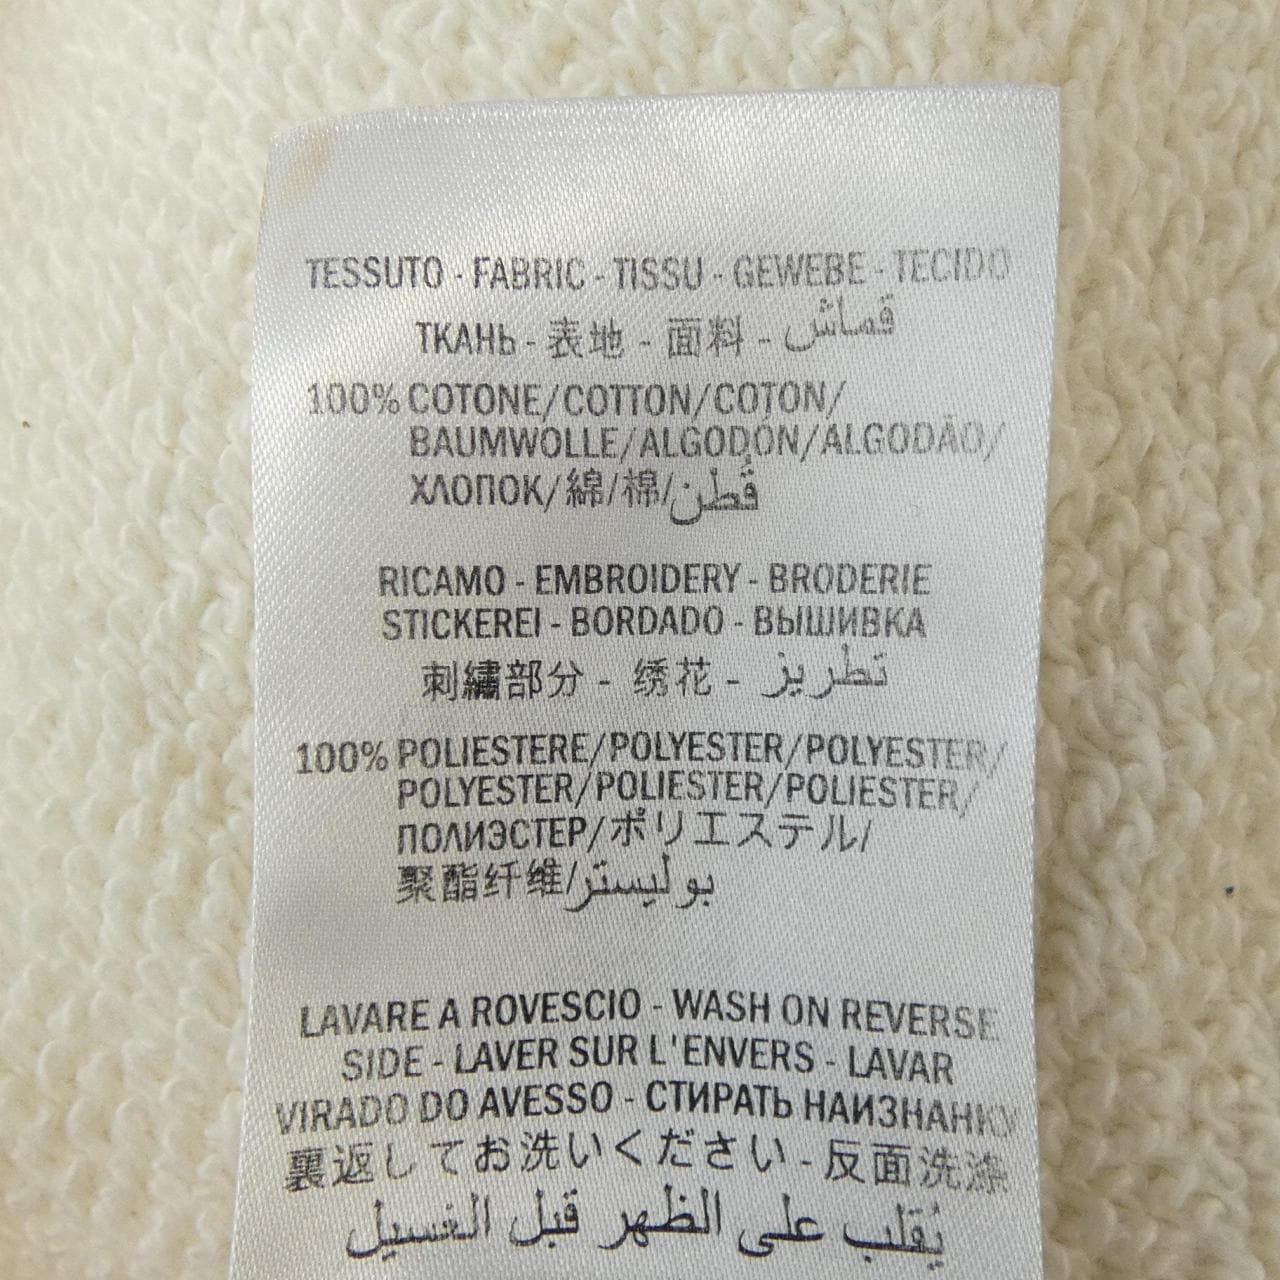 TESSUTO - FABRIC - TISSU - GEWEBE - TECIDO
ТКАНЬ - 表地 - 面料 - قماش
100% COTONE/COTTON/COTON/
BAUMWOLLE/ALGODÓN/ALGODÃO/
ХЛОПОК/綿/棉/قُطن
RICAMO - EMBROIDERY - BRODERIE
STICKEREI - BORDADO - ВЫШИВКА
刺繍部分 - 绣花 - تطريز
100% POLIESTERE/POLYESTER/POLYESTER/
POLYESTER/POLIESTER/POLIESTER/
ПОЛИЭСТЕР/ポリエステル/
聚酯纤维/بوليستر
LAVARE A ROVESCIO - WASH ON REVERSE
SIDE - LAVER SUR L'ENVERS - LAVAR
VIRADO DO AVESSO - СТИРАТЬ НАИЗНАНКУ
裏返してお洗いください - 反面洗涤
يُقلب على الظهر قبل الغسيل